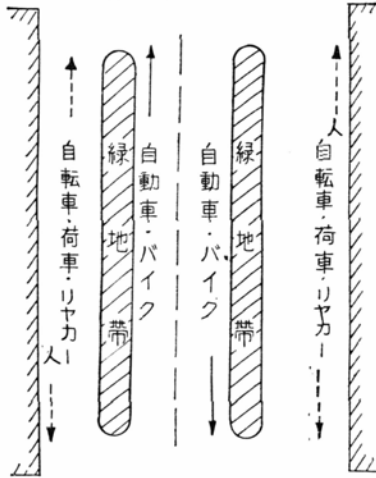 人
自転車・荷車・リヤカー
緑地帯
自動車・バイク
自動車・バイク
緑地帯
自転車・荷車・リヤカー
人